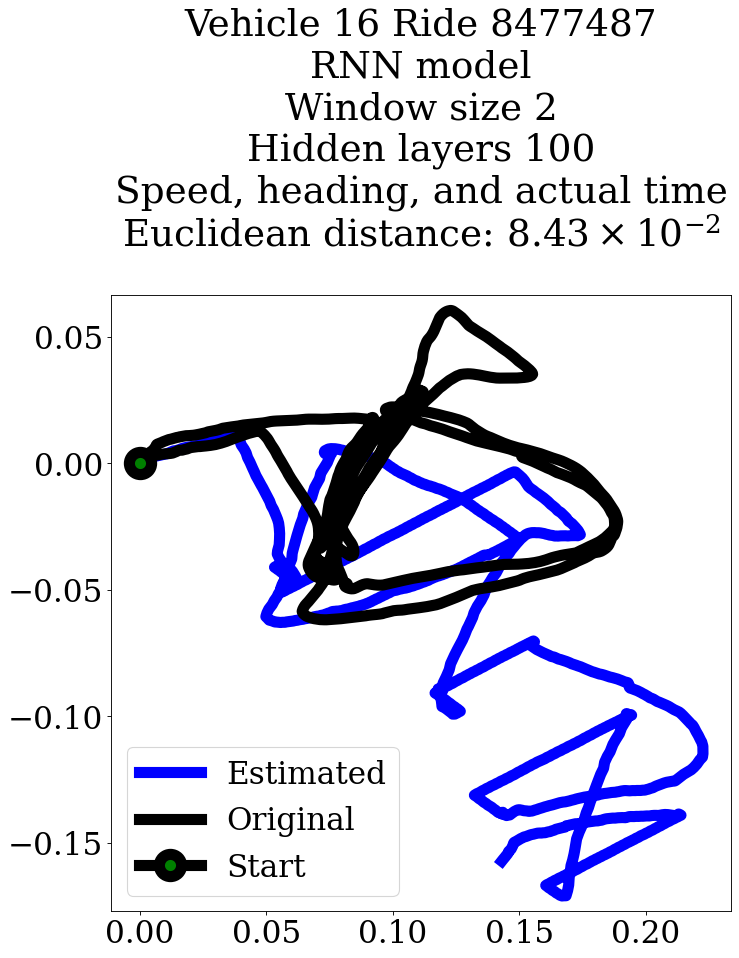 Vehicle 16 Ride 8477487
RNN model
Window size 2
Hidden layers 100
Speed, heading, and actual time
Euclidean distance: 8.43 × 10⁻²
0.05
0.00
−0.05
−0.10
−0.15
Estimated
Original
Start
0.00 0.05 0.10 0.15 0.20